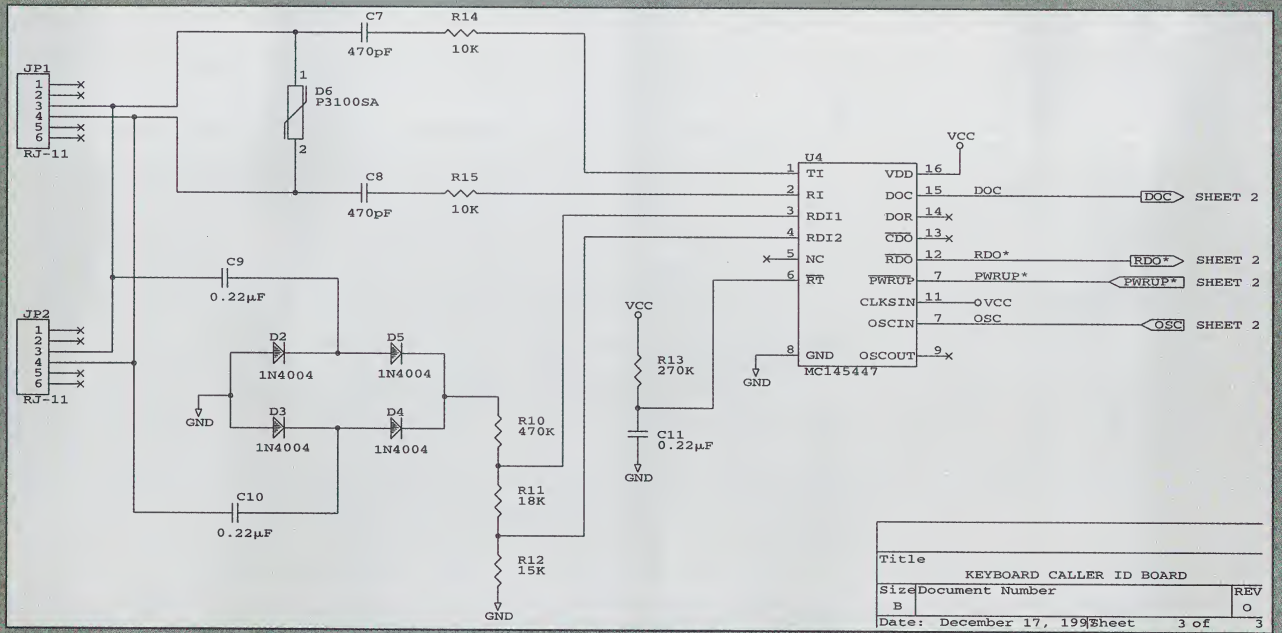 C7
470pF
R14
10K
JP1
1
2
3
4
5
6
RJ-11
1
D6
P3100SA
2
C8
470pF
R15
10K
C9
0.22µF
JP2
1
2
3
4
5
6
RJ-11
D2
1N4004
D5
1N4004
GND
D3
1N4004
D4
1N4004
C10
0.22µF
R10
470K
R11
18K
R12
15K
GND
VCC
R13
270K
C11
0.22µF
GND
U4
1 TI
2 RI
3 RDI1
4 RDI2
5 NC
6 RT
8 GND
GND
MC145447
VCC
VDD 16
DOC 15 DOC DOC SHEET 2
DOR 14
CDO 13
RDO 12 RDO* RDO* SHEET 2
PWRUP 7 PWRUP* PWRUP* SHEET 2
CLKSIN 11 VCC
OSCIN 7 OSC OSC SHEET 2
OSCOUT 9
Title
KEYBOARD CALLER ID BOARD
Size Document Number REV
B 0
Date: December 17, Sheet 3 of 3